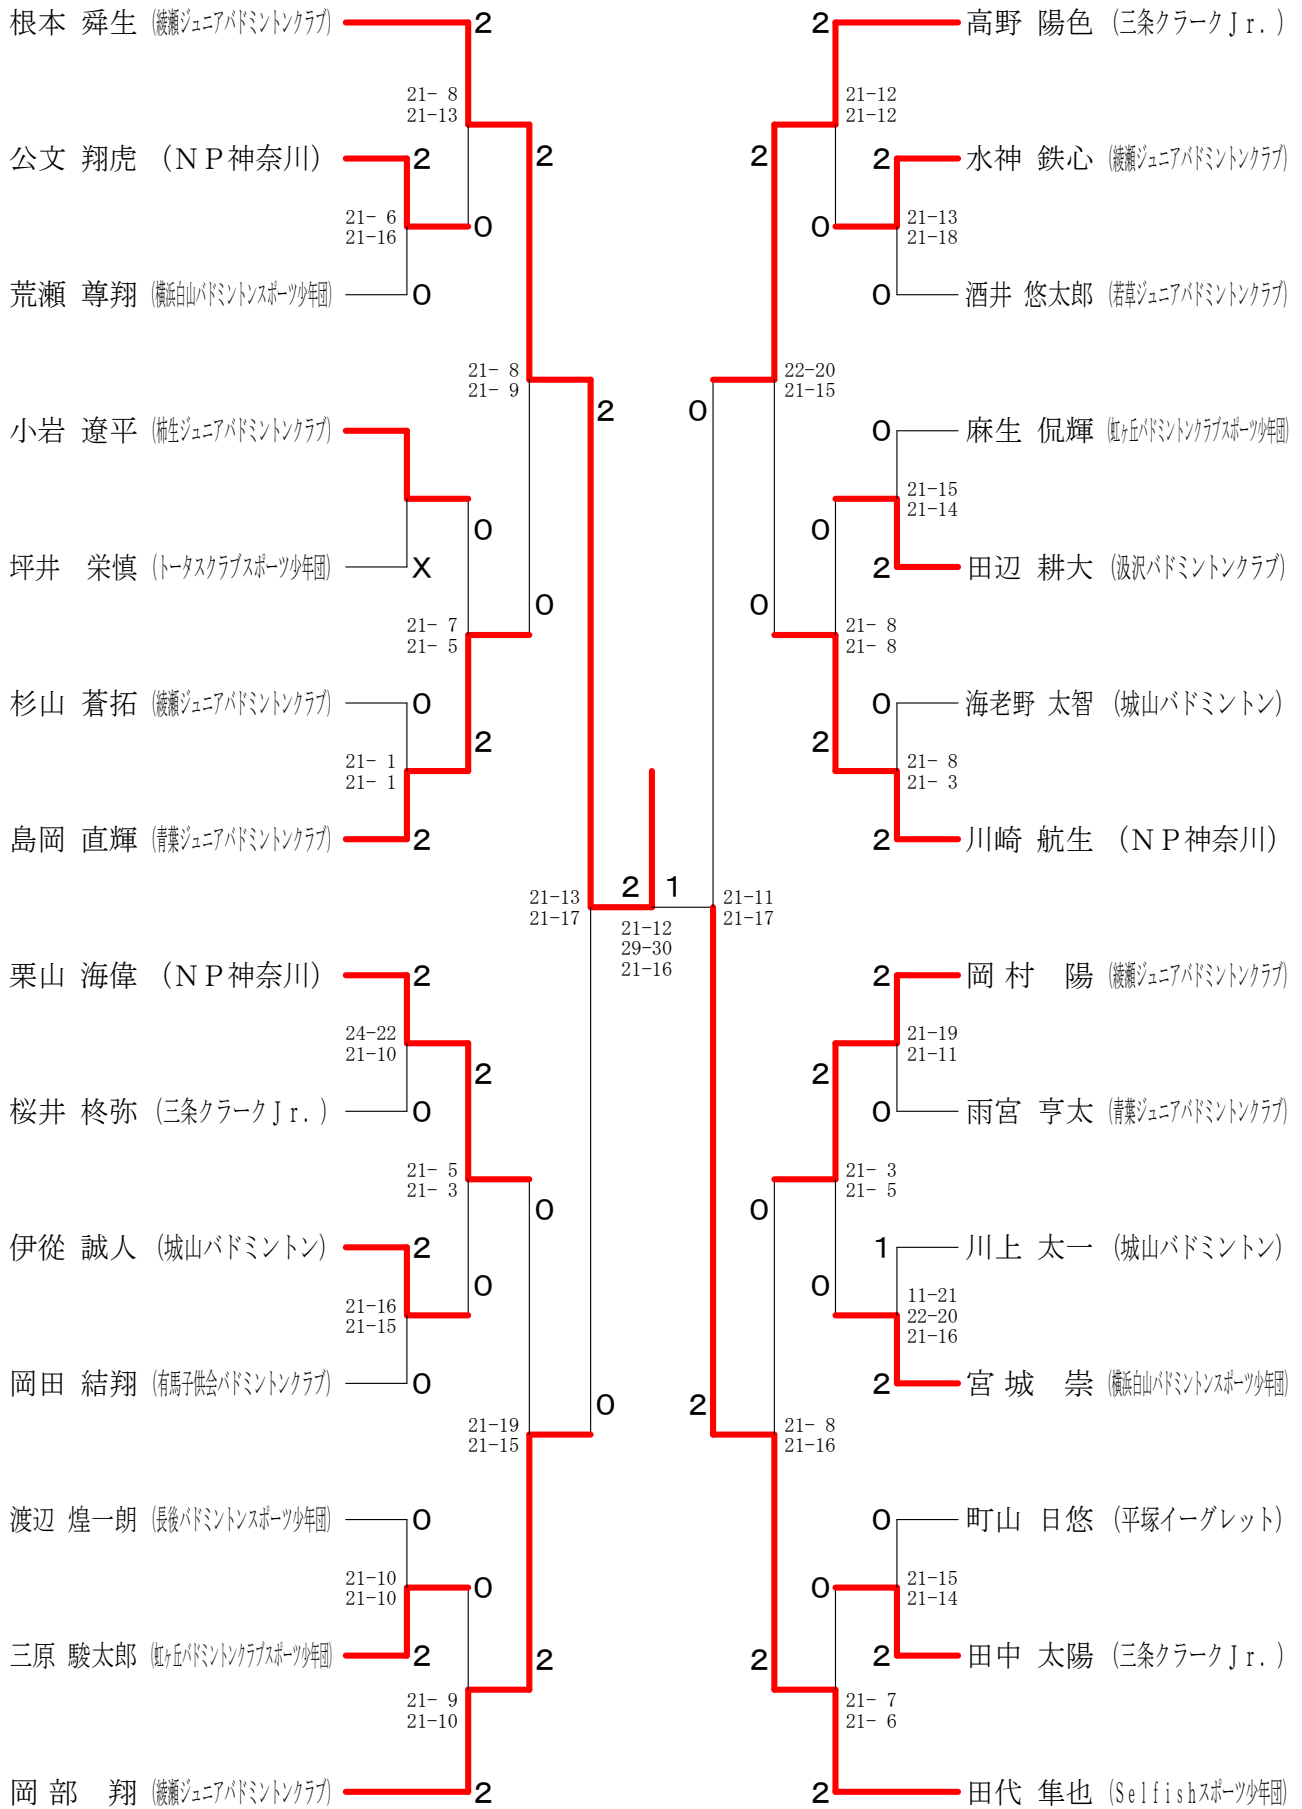 根本 舜生 (綾瀬ジュニアバドミントンクラブ) 2
21- 8
21-13
公文 翔虎 （ＮＰ神奈川） 2
2
21- 6
21-16
0
荒瀬 尊翔 (横浜白山バドミントンスポーツ少年団) 0
21- 8
21- 9
2
小岩 遼平 (柿生ジュニアバドミントンクラブ)
0
坪井　栄慎 (トータスクラブスポーツ少年団) X
0
21- 7
21- 5
杉山 蒼拓 (綾瀬ジュニアバドミントンクラブ) 0
2
21- 1
21- 1
島岡 直輝 (青葉ジュニアバドミントンクラブ) 2
21-13
21-17
栗山 海偉 （ＮＰ神奈川） 2
24-22
21-10
2
桜井 柊弥 (三条クラークJr.) 0
21- 5
21- 3
0
伊從 誠人 (城山バドミントン) 2
0
21-16
21-15
岡田 結翔 (有馬子供会バドミントンクラブ) 0
0
21-19
21-15
渡辺 煌一朗 (長後バドミントンスポーツ少年団) 0
21-10
21-10
0
三原 駿太郎 (虹ヶ丘バドミントンクラブスポーツ少年団) 2
2
21- 9
21-10
岡 部　翔 (綾瀬ジュニアバドミントンクラブ) 2
2 1
21-12
29-30
21-16
2 高野 陽色 (三条クラークJr.)
21-12
21-12
2
2 水神 鉄心 (綾瀬ジュニアバドミントンクラブ)
0
21-13
21-18
0 酒井 悠太郎 (若草ジュニアバドミントンクラブ)
22-20
21-15
0
0 麻生 侃輝 (虹ヶ丘バドミントンクラブスポーツ少年団)
21-15
21-14
0
2 田辺 耕大 (汲沢バドミントンクラブ)
0
21- 8
21- 8
0 海老野 太智 (城山バドミントン)
2
21- 8
21- 3
2 川崎 航生 （ＮＰ神奈川）
21-11
21-17
2 岡 村　陽 (綾瀬ジュニアバドミントンクラブ)
21-19
21-11
2
0 雨宮 亨太 (青葉ジュニアバドミントンクラブ)
21- 3
21- 5
0
1 川上 太一 (城山バドミントン)
0
11-21
22-20
21-16
2 宮 城　崇 (横浜白山バドミントンスポーツ少年団)
2
21- 8
21-16
0 町山 日悠 (平塚イーグレット)
21-15
21-14
0
2 田中 太陽 (三条クラークJr.)
2
21- 7
21- 6
2 田代 隼也 (Selfishスポーツ少年団)